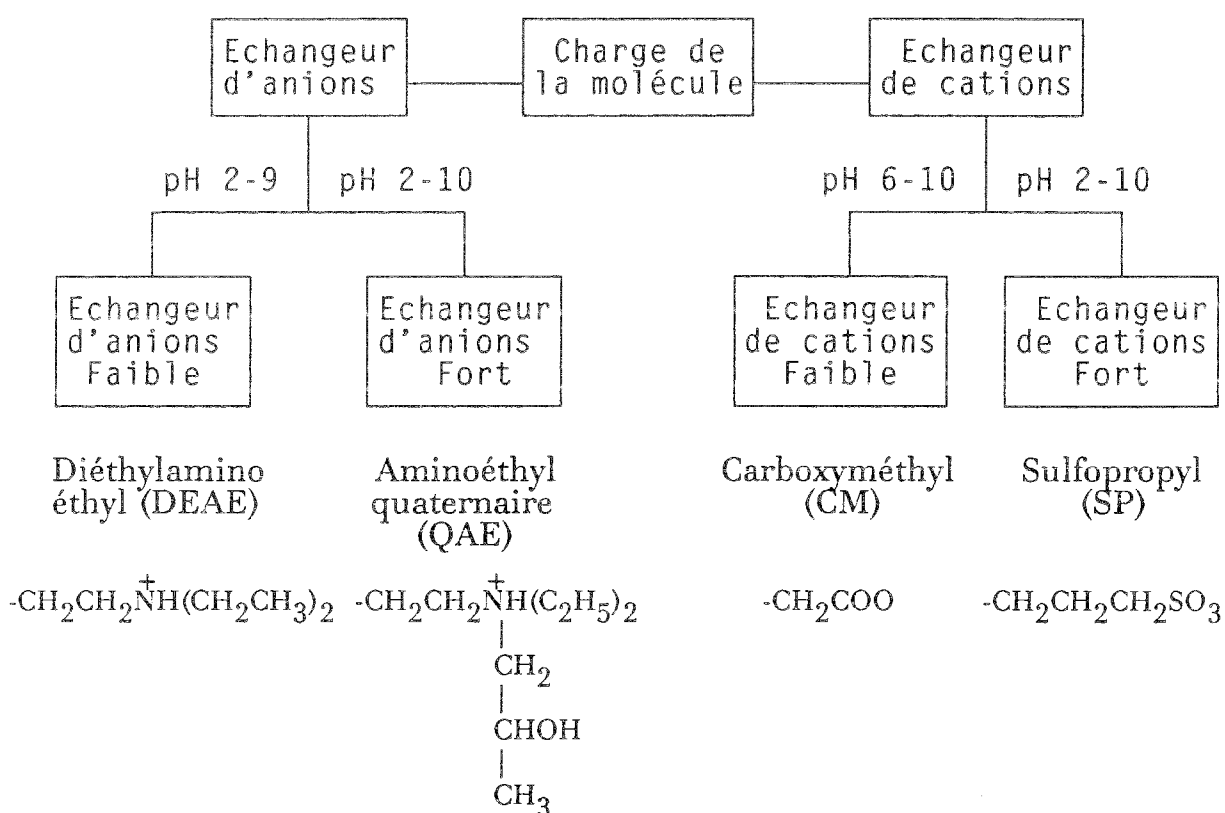 Echangeur
d'anions
Charge de
la molécule
Echangeur
de cations
pH 2-9
pH 2-10
pH 6-10
pH 2-10
Echangeur
d'anions
Faible
Echangeur
d'anions
Fort
Echangeur
de cations
Faible
Echangeur
de cations
Fort
Diéthylamino
éthyl (DEAE)
Aminoéthyl
quaternaire
(QAE)
Carboxyméthyl
(CM)
Sulfopropyl
(SP)
-CH₂CH₂N⁺H(CH₂CH₃)₂
-CH₂CH₂N⁺H(C₂H₅)₂
CH₂
CHOH
CH₃
-CH₂COO
-CH₂CH₂CH₂SO₃